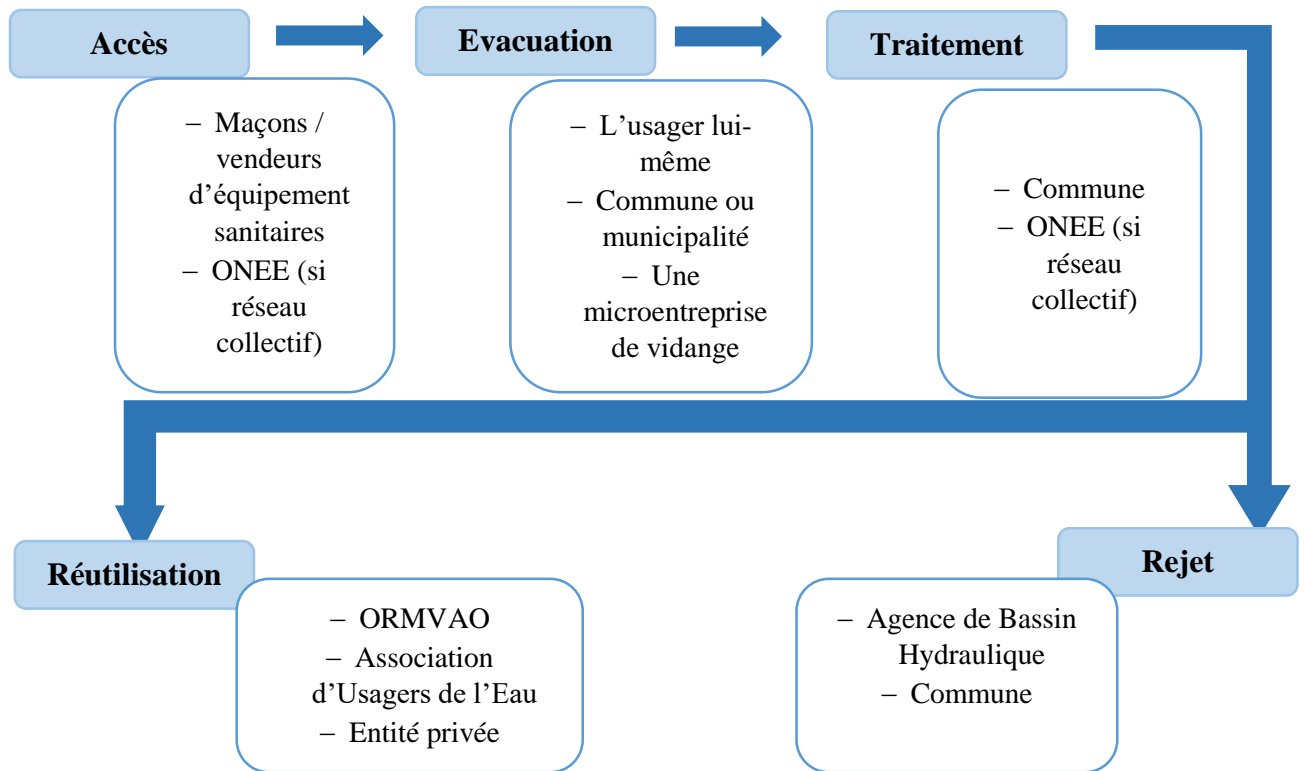 Accès
Evacuation
Traitement
– Maçons /
vendeurs
d’équipement
sanitaires
– ONEE (si
réseau
collectif)
– L’usager lui-
même
– Commune ou
municipalité
– Une
microentreprise
de vidange
– Commune
– ONEE (si
réseau
collectif)
Réutilisation
Rejet
– ORMVAO
– Association
d’Usagers de l’Eau
– Entité privée
– Agence de Bassin
Hydraulique
– Commune